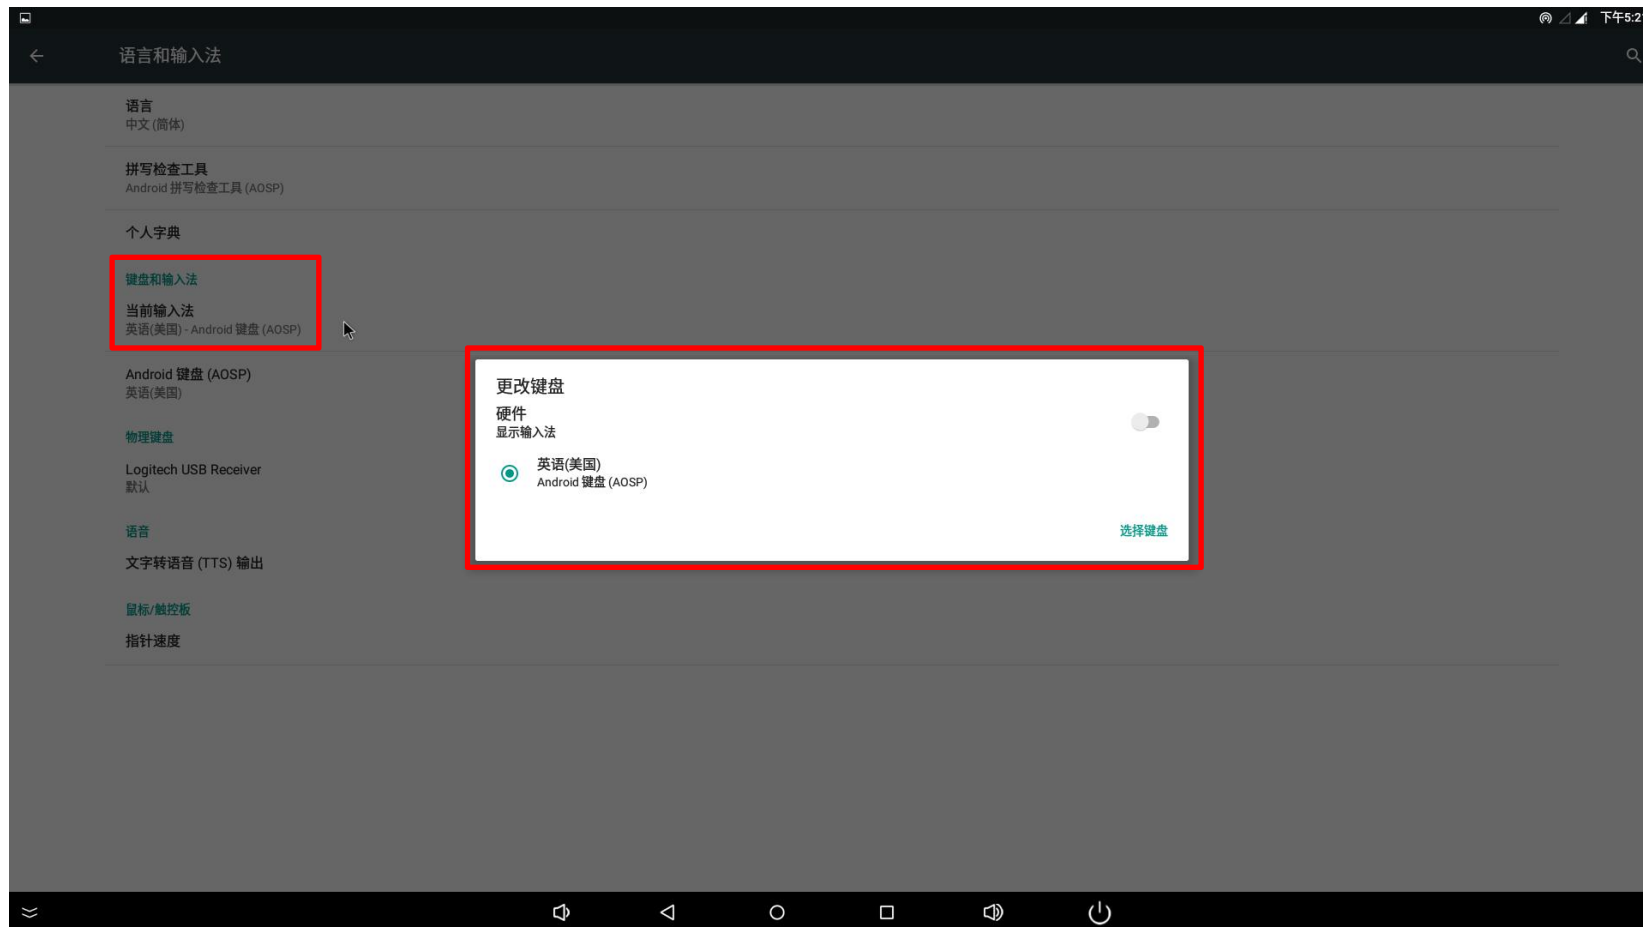 下午5:2
语言和输入法
语言
中文 (简体)
拼写检查工具
Android 拼写检查工具 (AOSP)
个人字典
键盘和输入法
当前输入法
英语(美国) - Android 键盘 (AOSP)
Android 键盘 (AOSP)
英语(美国)
物理键盘
Logitech USB Receiver
默认
语音
文字转语音 (TTS) 输出
鼠标/触控板
指针速度
更改键盘
硬件
显示输入法
英语(美国)
Android 键盘 (AOSP)
选择键盘